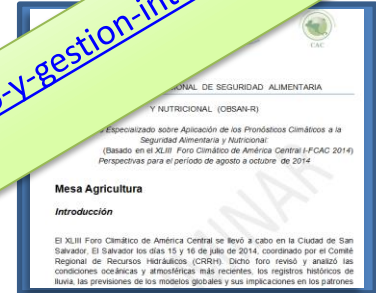 -y-gestion-in
CAC
NAL DE SEGURIDAD ALIMENTARIA
Y NUTRICIONAL (OBSAN-R)
Especializado sobre Aplicación de los Pronósticos Climáticos a la
Seguridad Alimentaria y Nutricional:
(Basado en el XLIII Foro Climático de América Central I-FCAC 2014)
Perspectivas para el período de agosto a octubre de 2014
Mesa Agricultura
Introducción
El XLIII Foro Climático de América Central se llevó a cabo en la Ciudad de San
Salvador, El Salvador los días 15 y 16 de julio de 2014, coordinado por el Comité
Regional de Recursos Hidráulicos (CRRH). Dicho foro revisó y analizó las
condiciones oceánicas y atmosféricas más recientes, los registros históricos de
lluvia, las previsiones de los modelos globales y sus implicaciones en los patrones
MINAR